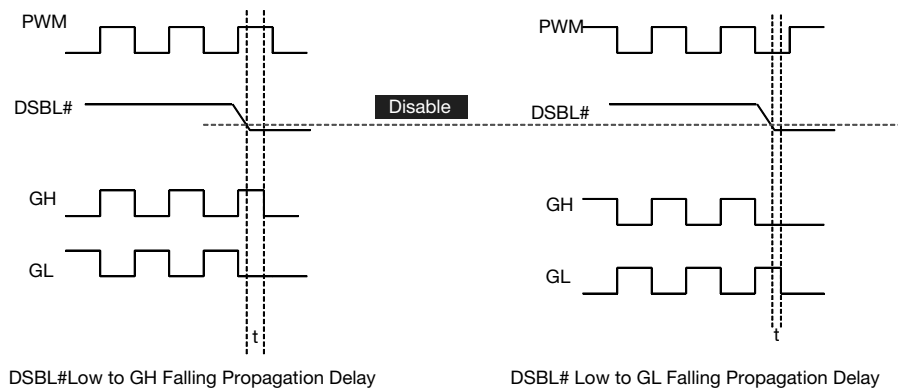 PWM
DSBL#
GH
GL
t
DSBL#Low to GH Falling Propagation Delay
Disable
PWM
DSBL#
GH
GL
t
DSBL# Low to GL Falling Propagation Delay